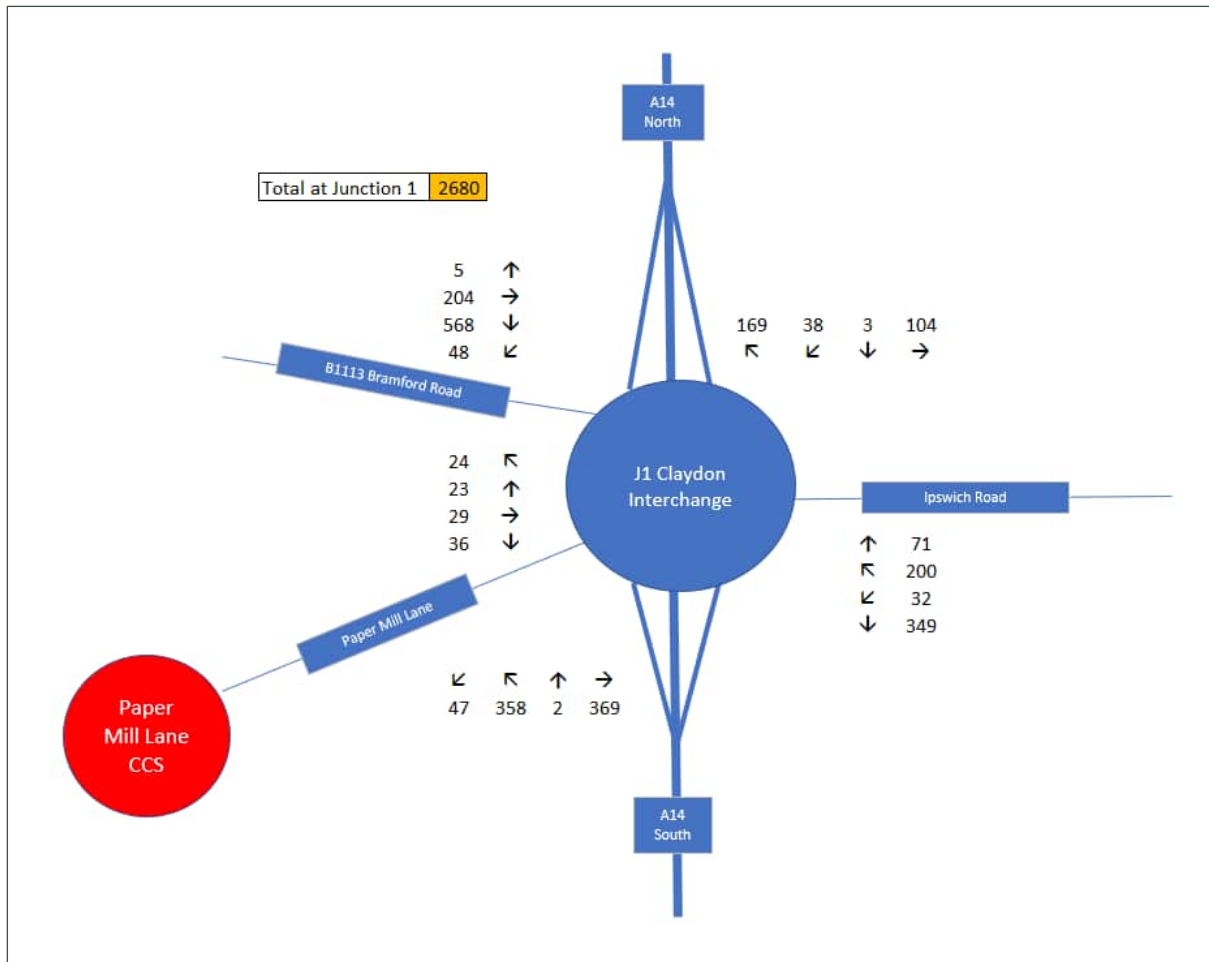 A14
North
Total at Junction 1 2680
5 ↑
204 →
568 ↓
48 ↙
169 38 3 104
↖ ↙ ↓ →
B1113 Bramford Road
J1 Claydon
Interchange
Ipswich Road
24 ↖
23 ↑
29 →
36 ↓
↑ 71
↖ 200
↙ 32
↓ 349
Paper Mill Lane
↙ ↖ ↑ →
47 358 2 369
Paper
Mill Lane
CCS
A14
South